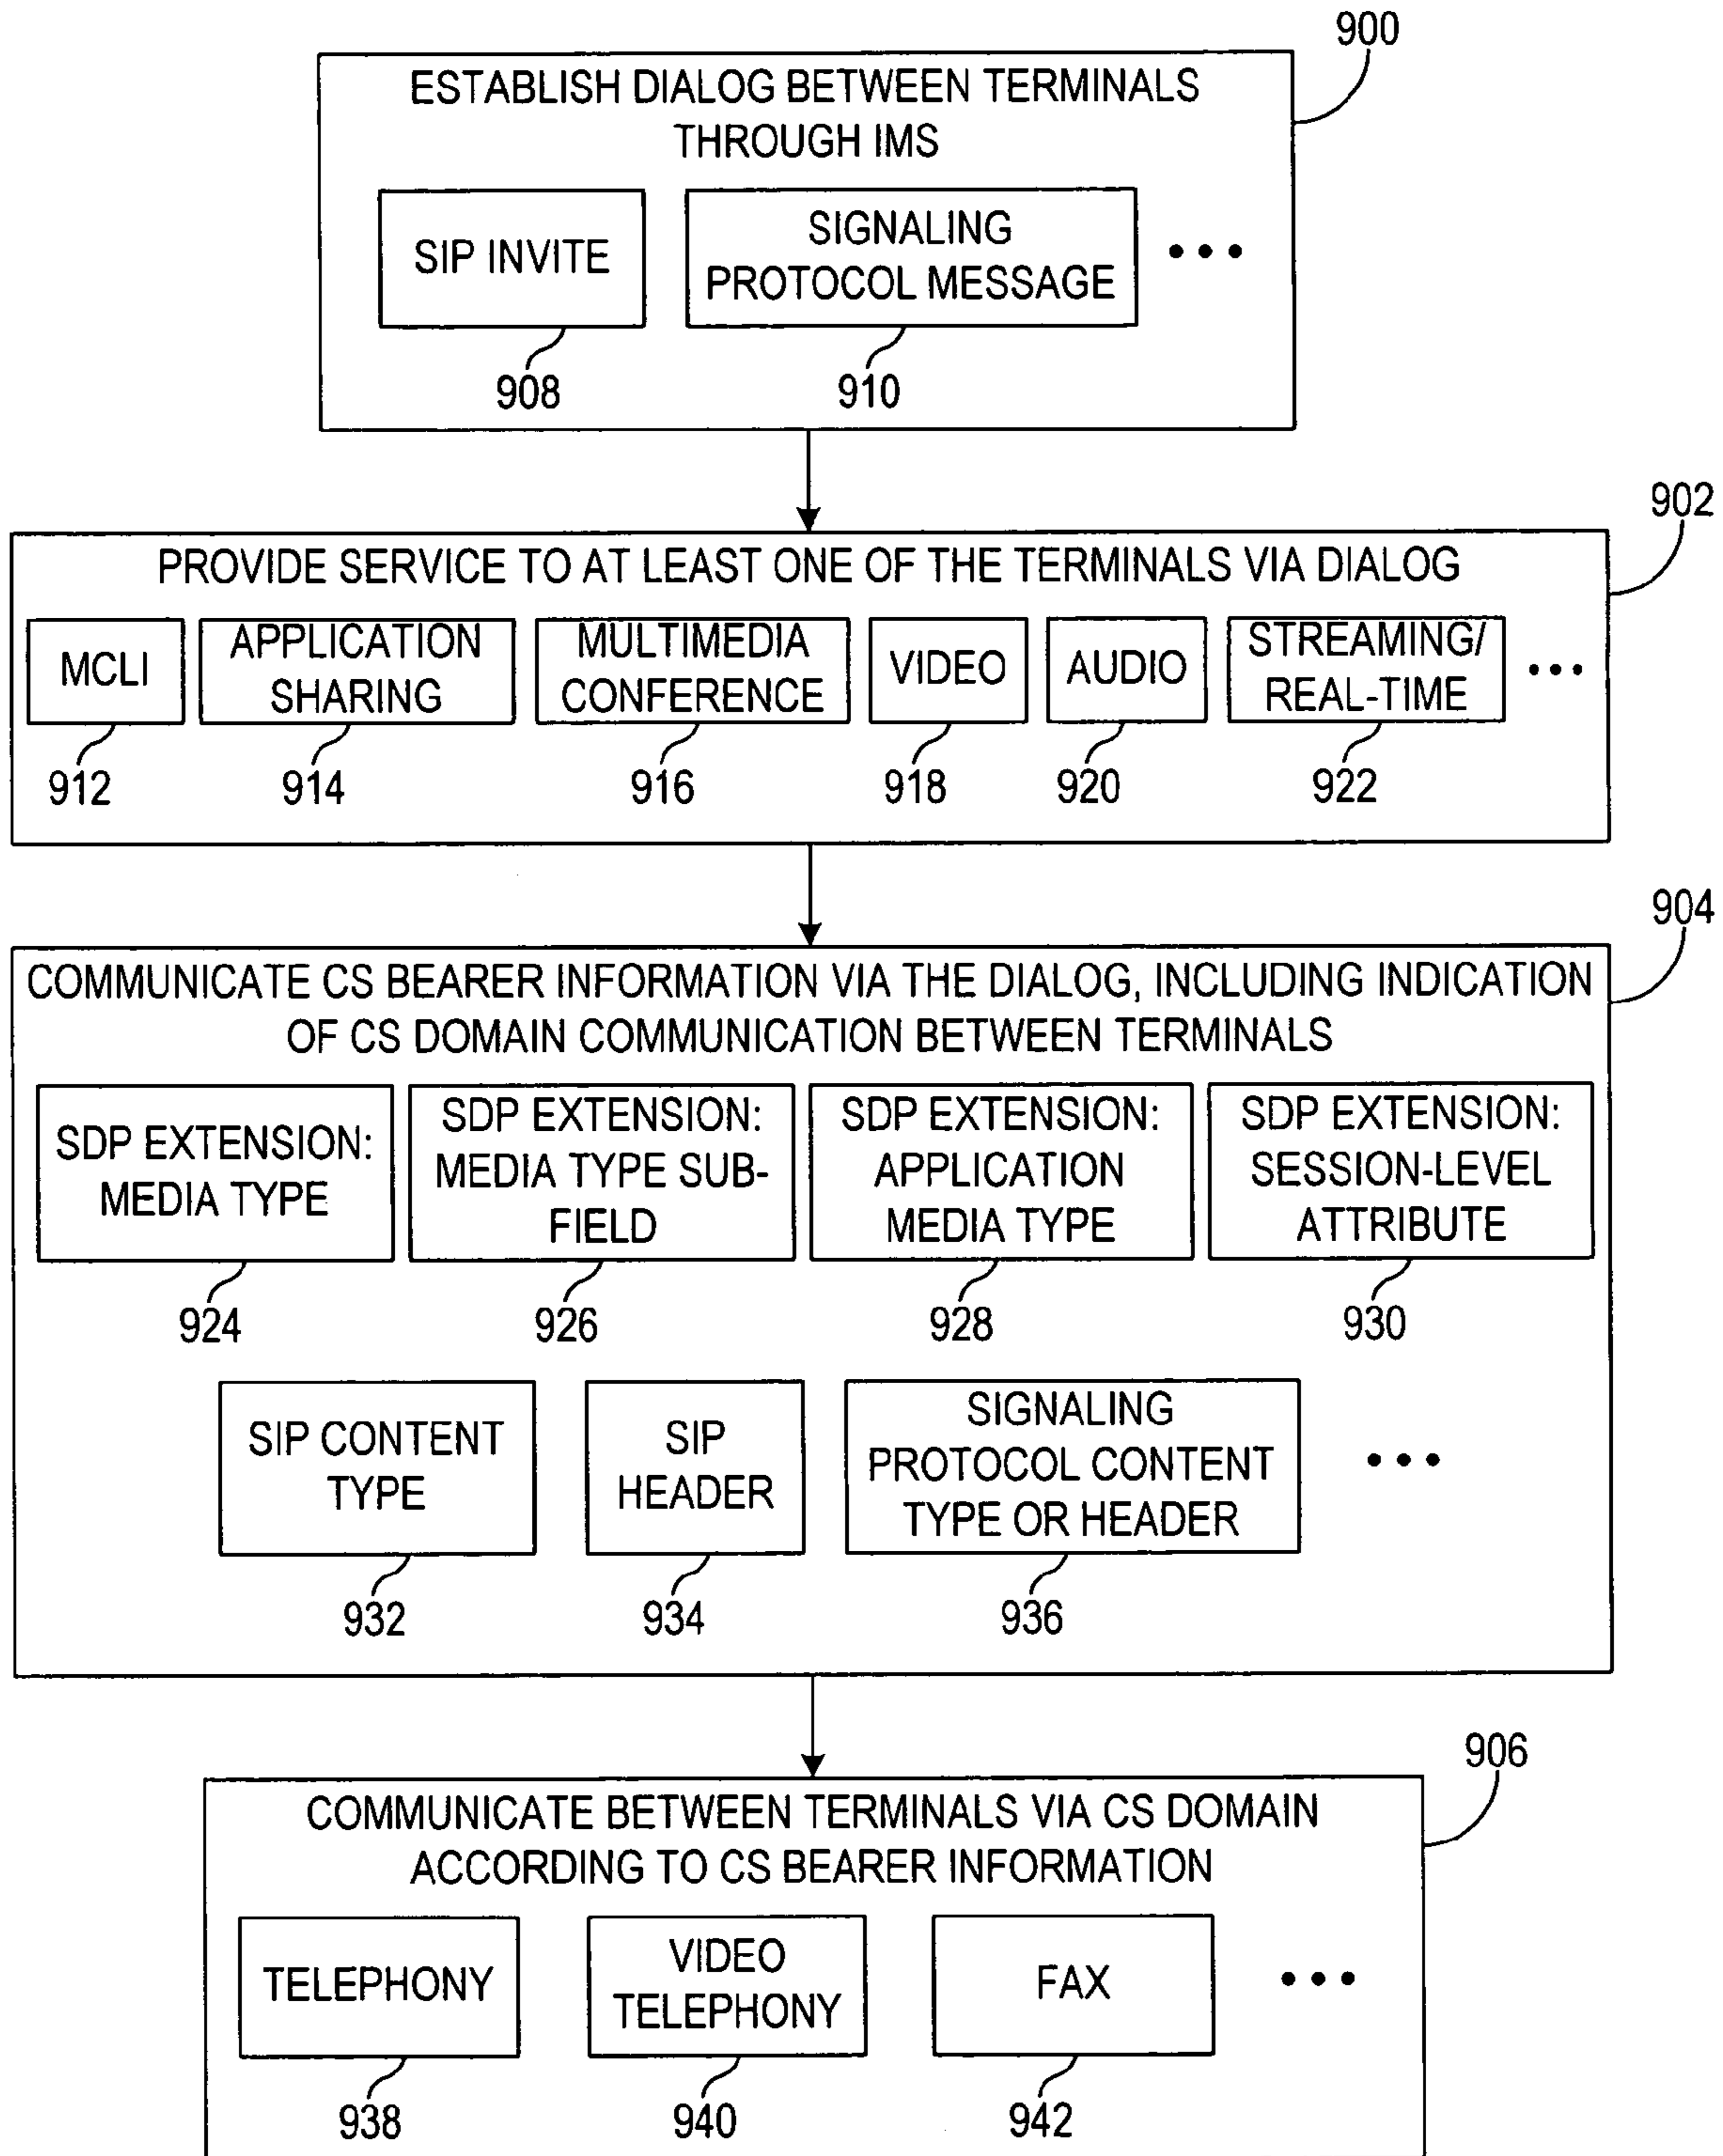 900
ESTABLISH DIALOG BETWEEN TERMINALS
THROUGH IMS
SIP INVITE
SIGNALING
PROTOCOL MESSAGE
•••
908
910
902
PROVIDE SERVICE TO AT LEAST ONE OF THE TERMINALS VIA DIALOG
MCLI
APPLICATION
SHARING
MULTIMEDIA
CONFERENCE
VIDEO
AUDIO
STREAMING/
REAL-TIME
•••
912
914
916
918
920
922
904
COMMUNICATE CS BEARER INFORMATION VIA THE DIALOG, INCLUDING INDICATION
OF CS DOMAIN COMMUNICATION BETWEEN TERMINALS
SDP EXTENSION:
MEDIA TYPE
SDP EXTENSION:
MEDIA TYPE SUB-
FIELD
SDP EXTENSION:
APPLICATION
MEDIA TYPE
SDP EXTENSION:
SESSION-LEVEL
ATTRIBUTE
924
926
928
930
SIP CONTENT
TYPE
SIP
HEADER
SIGNALING
PROTOCOL CONTENT
TYPE OR HEADER
•••
932
934
936
906
COMMUNICATE BETWEEN TERMINALS VIA CS DOMAIN
ACCORDING TO CS BEARER INFORMATION
TELEPHONY
VIDEO
TELEPHONY
FAX
•••
938
940
942